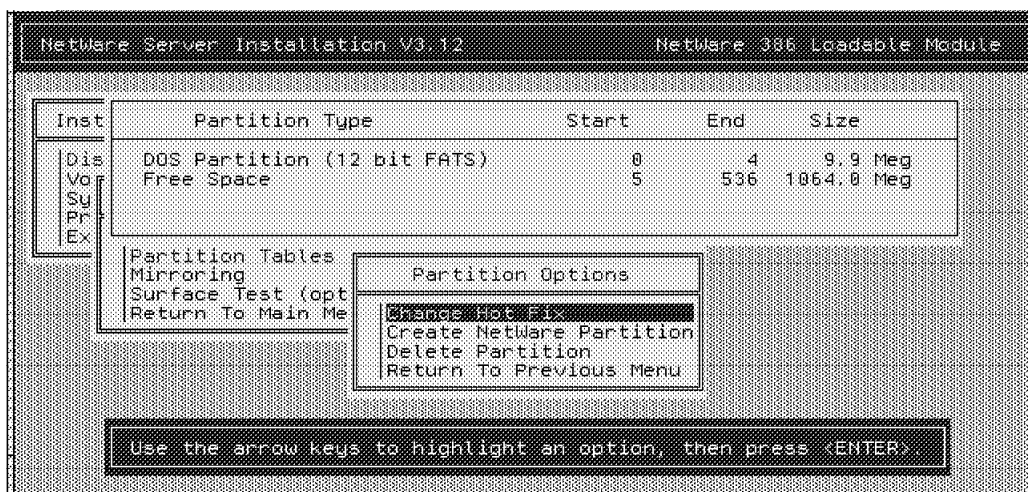 NetWare Server Installation V3.12 NetWare 386 Loadable Module
Inst
Partition Type Start End Size
Dis
DOS Partition (12 bit FATS) 0 4 9.9 Meg
Vo
Free Space 5 536 1064.0 Meg
Sy
Pr
Ex
Partition Tables
Mirroring
Surface Test (opt
Return To Main Me
Partition Options
Change Hot Fix
Create NetWare Partition
Delete Partition
Return To Previous Menu
Use the arrow keys to highlight an option, then press <ENTER>.